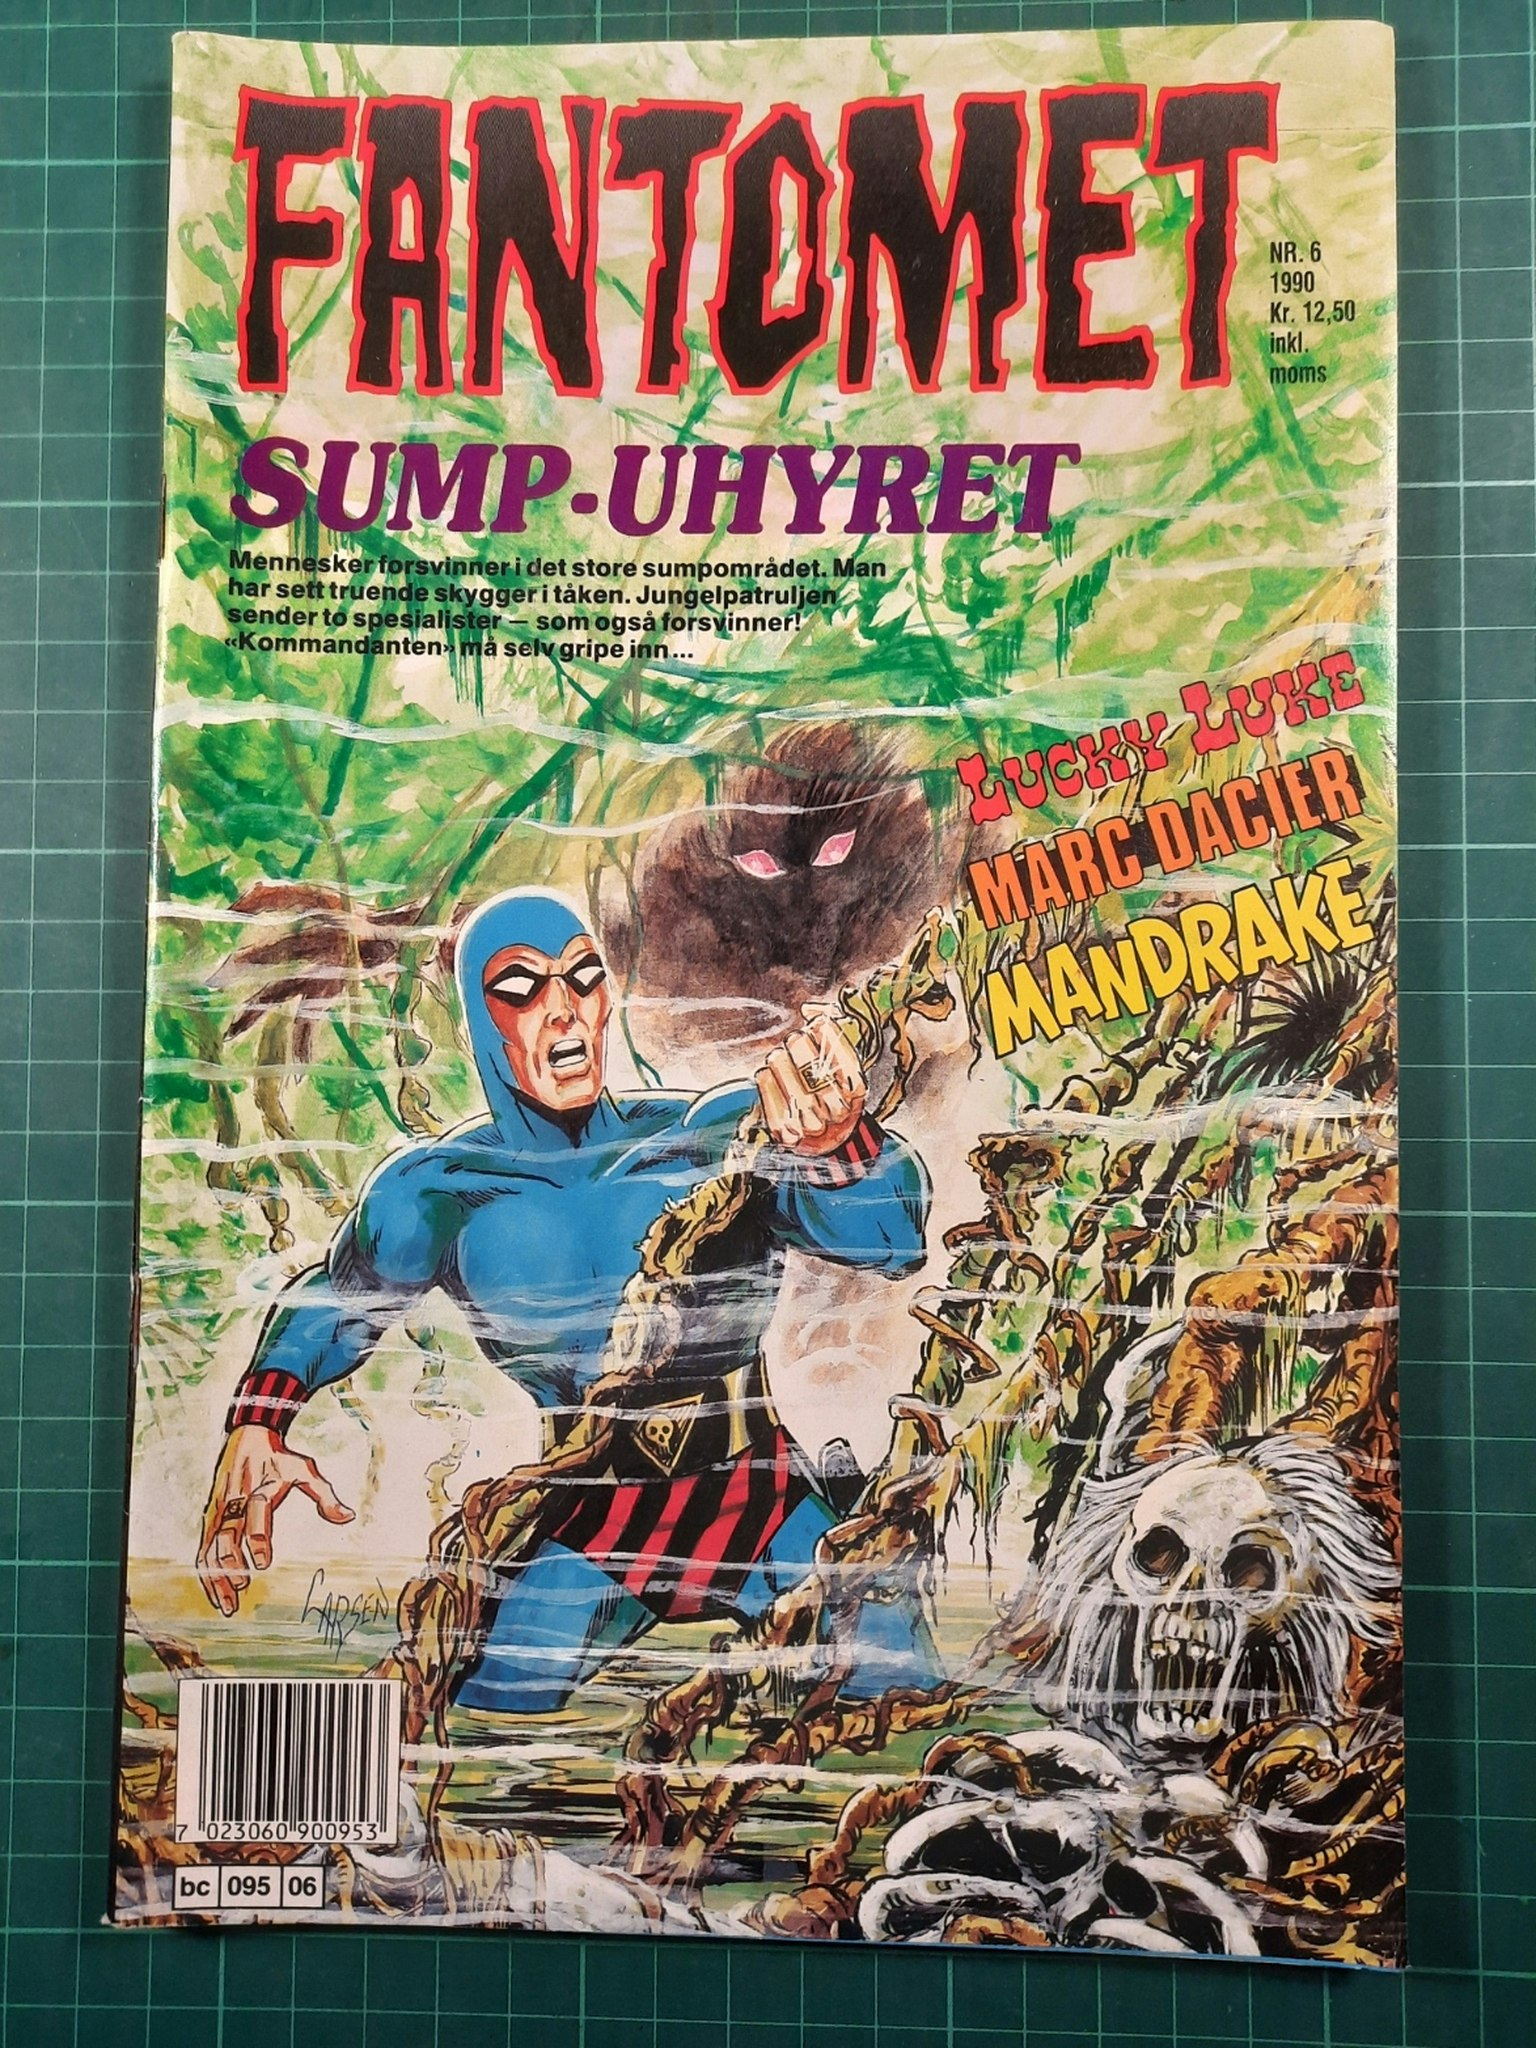 FANTOMET
NR. 6
1990
Kr. 12,50
inkl.
moms
SUMP-UHYRET
Mennesker forsvinner i det store sumpområdet. Man
har sett truende skygger i tåken. Jungelpatruljen
sender to spesialister – som også forsvinner!
«Kommandanten» må selv gripe inn...
LUCKY LUKE
MARC DACIER
MANDRAKE
LARSEN
7 023060 900953
bc 095 06